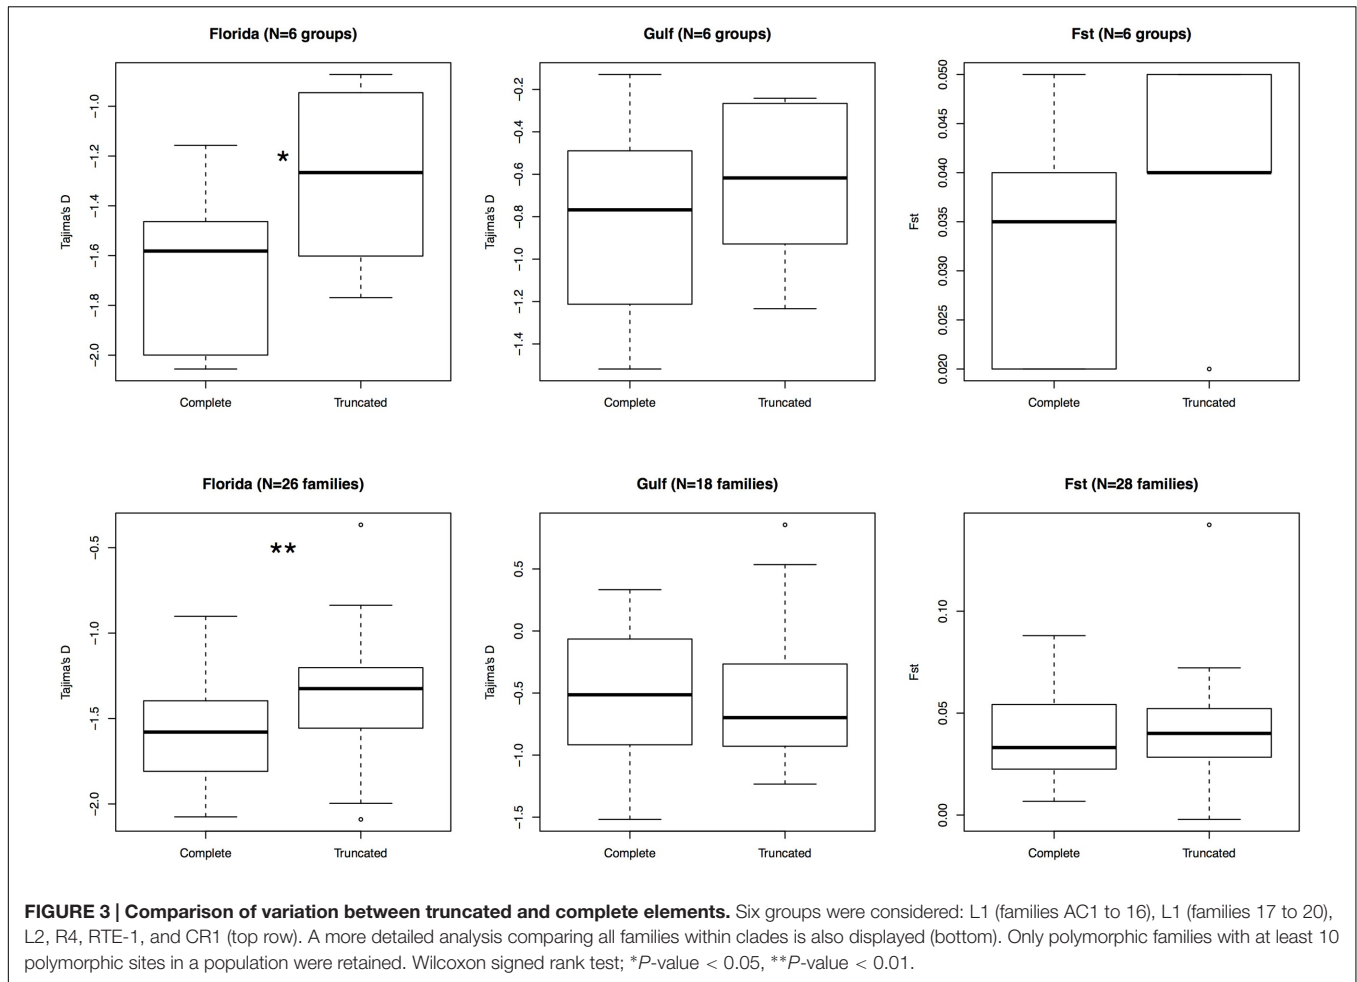 Florida (N=6 groups)
Tajima's D
−1.0
−1.2
−1.4
−1.6
−1.8
−2.0
*
Complete
Truncated
Gulf (N=6 groups)
Tajima's D
−0.2
−0.4
−0.6
−0.8
−1.0
−1.2
−1.4
Complete
Truncated
Fst (N=6 groups)
Fst
0.050
0.045
0.040
0.035
0.030
0.025
0.020
Complete
Truncated
Florida (N=26 families)
Tajima's D
−0.5
−1.0
−1.5
−2.0
**
Complete
Truncated
Gulf (N=18 families)
Tajima's D
0.5
0.0
−0.5
−1.0
−1.5
Complete
Truncated
Fst (N=28 families)
Fst
0.10
0.05
0.00
Complete
Truncated
FIGURE 3 | Comparison of variation between truncated and complete elements. Six groups were considered: L1 (families AC1 to 16), L1 (families 17 to 20),
L2, R4, RTE-1, and CR1 (top row). A more detailed analysis comparing all families within clades is also displayed (bottom). Only polymorphic families with at least 10
polymorphic sites in a population were retained. Wilcoxon signed rank test; *P-value < 0.05, **P-value < 0.01.